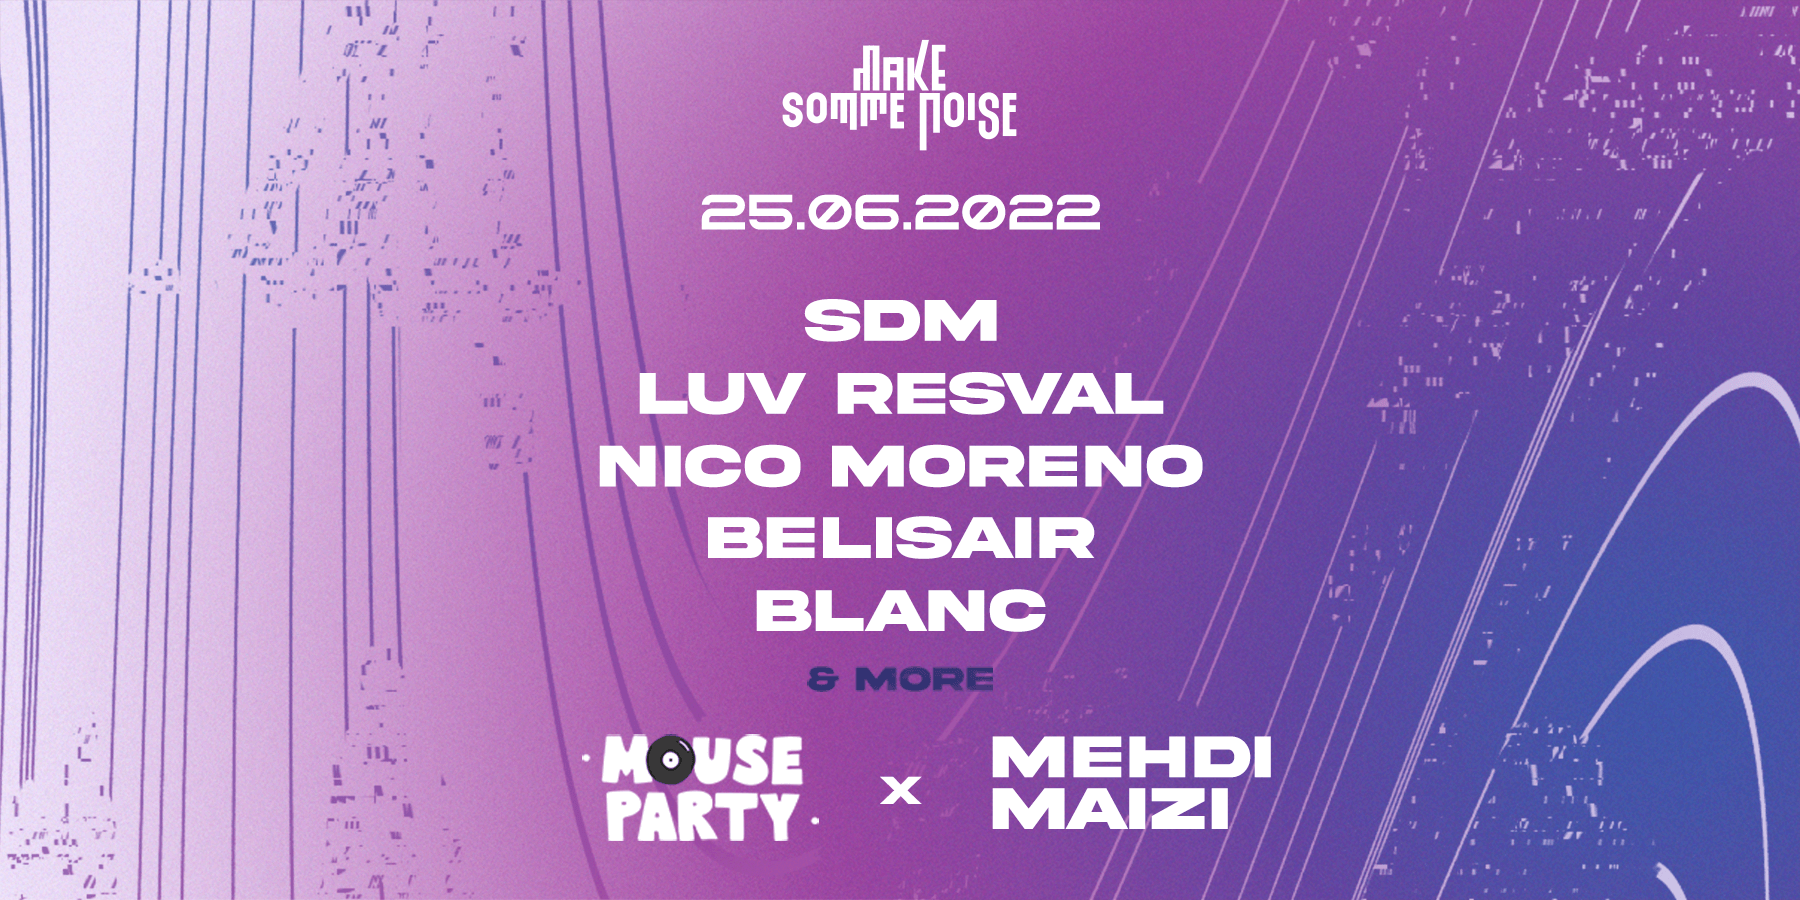 MAKE
SOMME NOISE
25.06.2022
SDM
LUV RESVAL
NICO MORENO
BELISAIR
BLANC
& MORE
MOUSE
PARTY
X
MEHDI
MAIZI